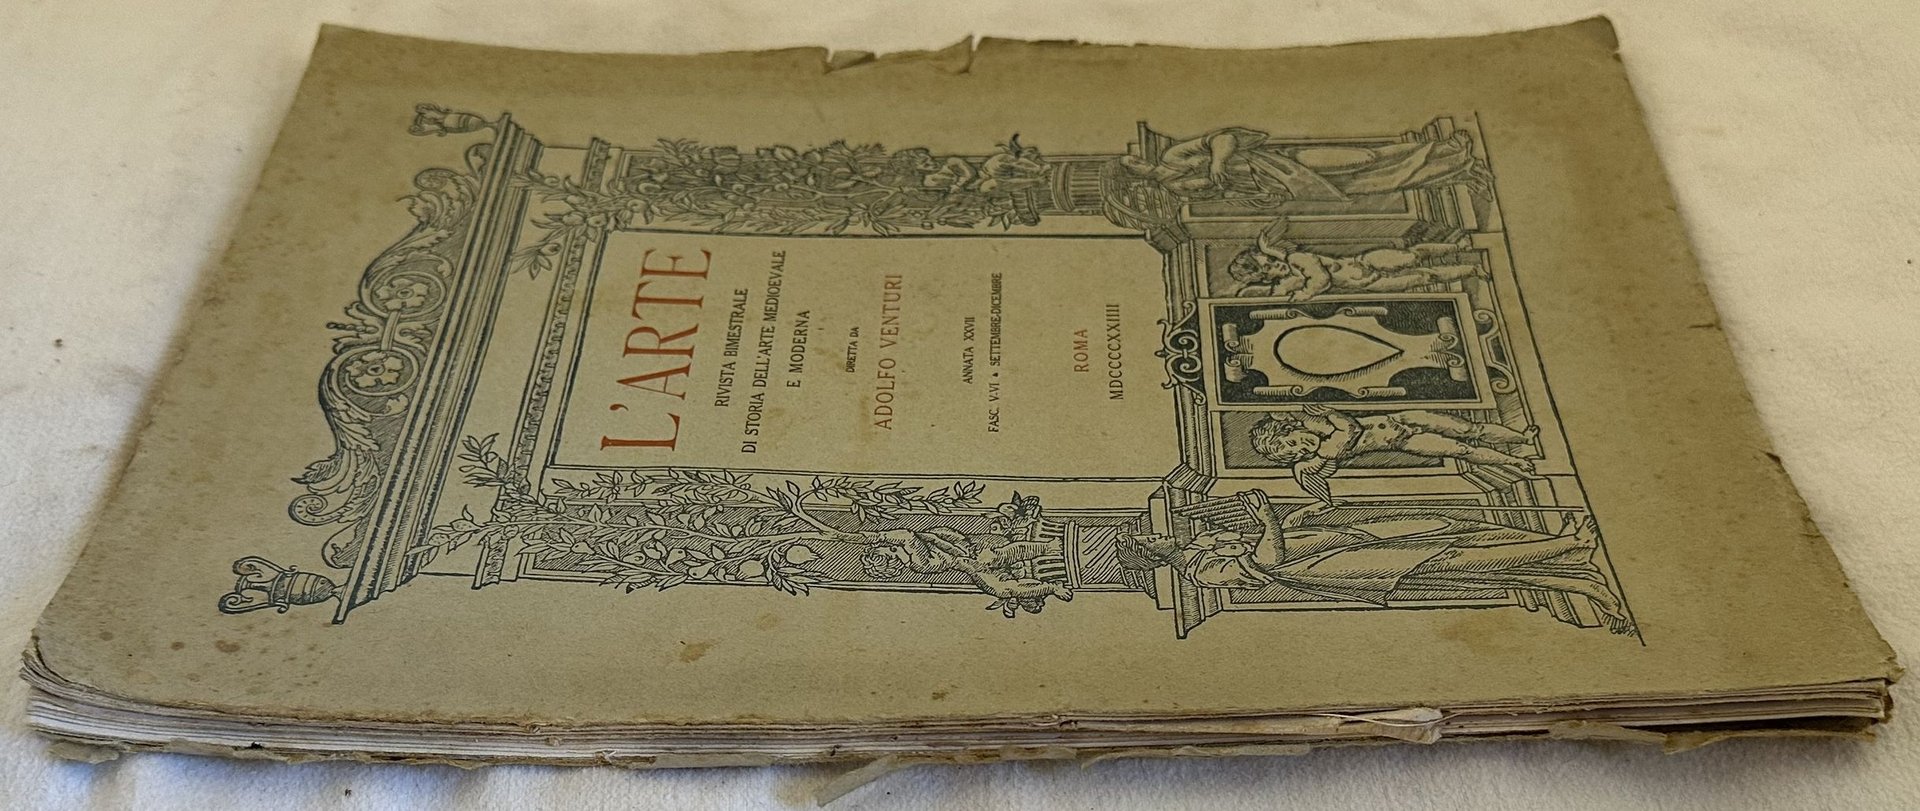 L'ARTE
RIVISTA BIMESTRALE
DI STORIA DELL'ARTE MEDIOEVALE
E MODERNA
DIRETTA DA
ADOLFO VENTURI
ANNATA XXVII
FASC. V-VI ▲ SETTEMBRE-DICEMBRE
ROMA
MDCCCCXXIIII